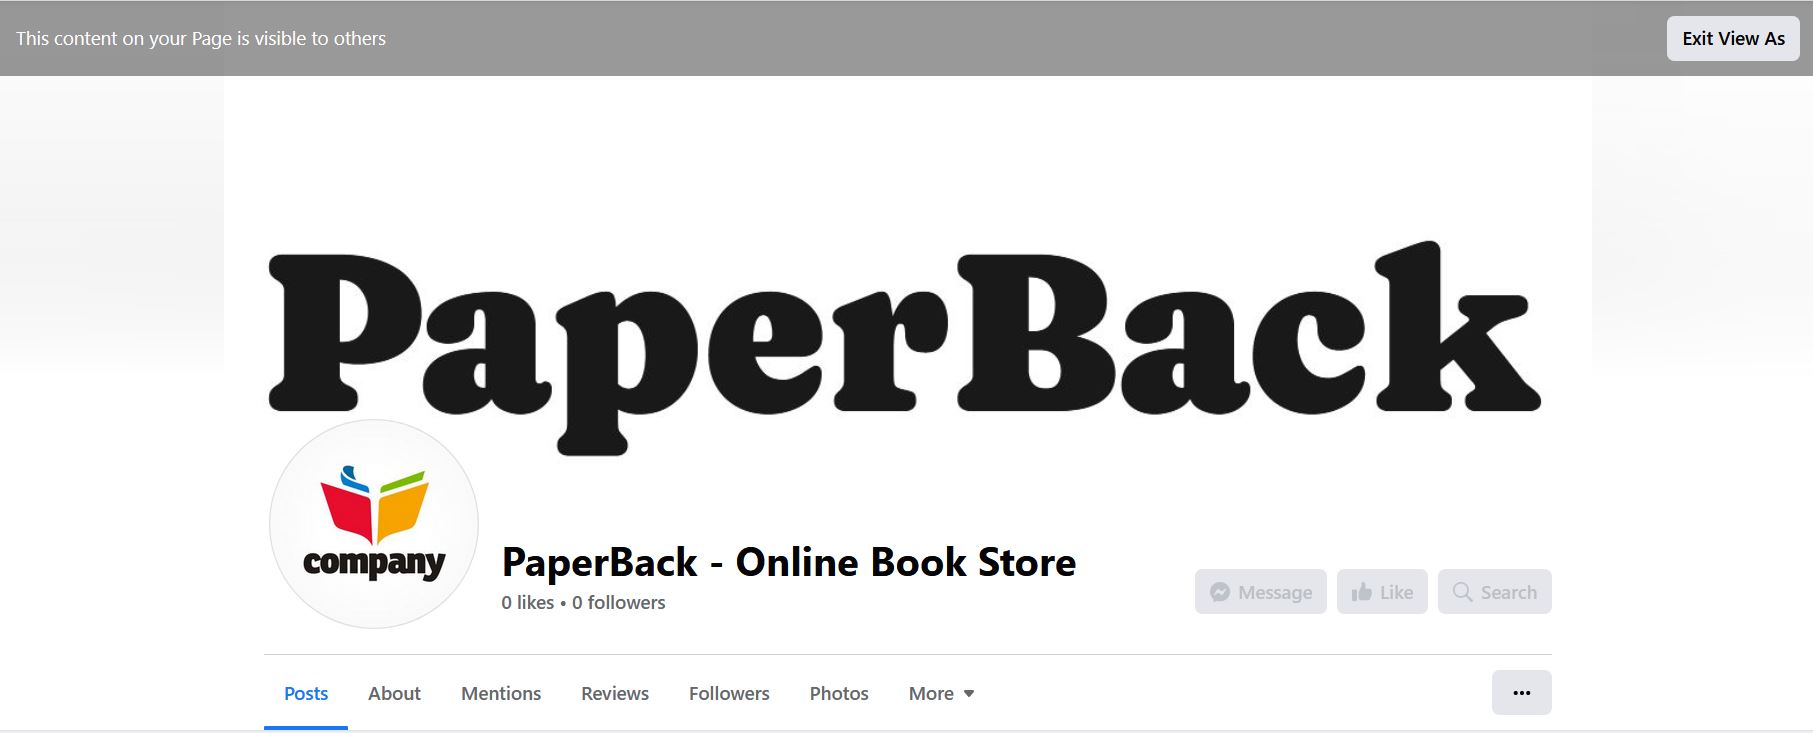 This content on your Page is visible to others
Exit View As
PaperBack
company
PaperBack - Online Book Store
0 likes • 0 followers
Message Like Search
Posts About Mentions Reviews Followers Photos More